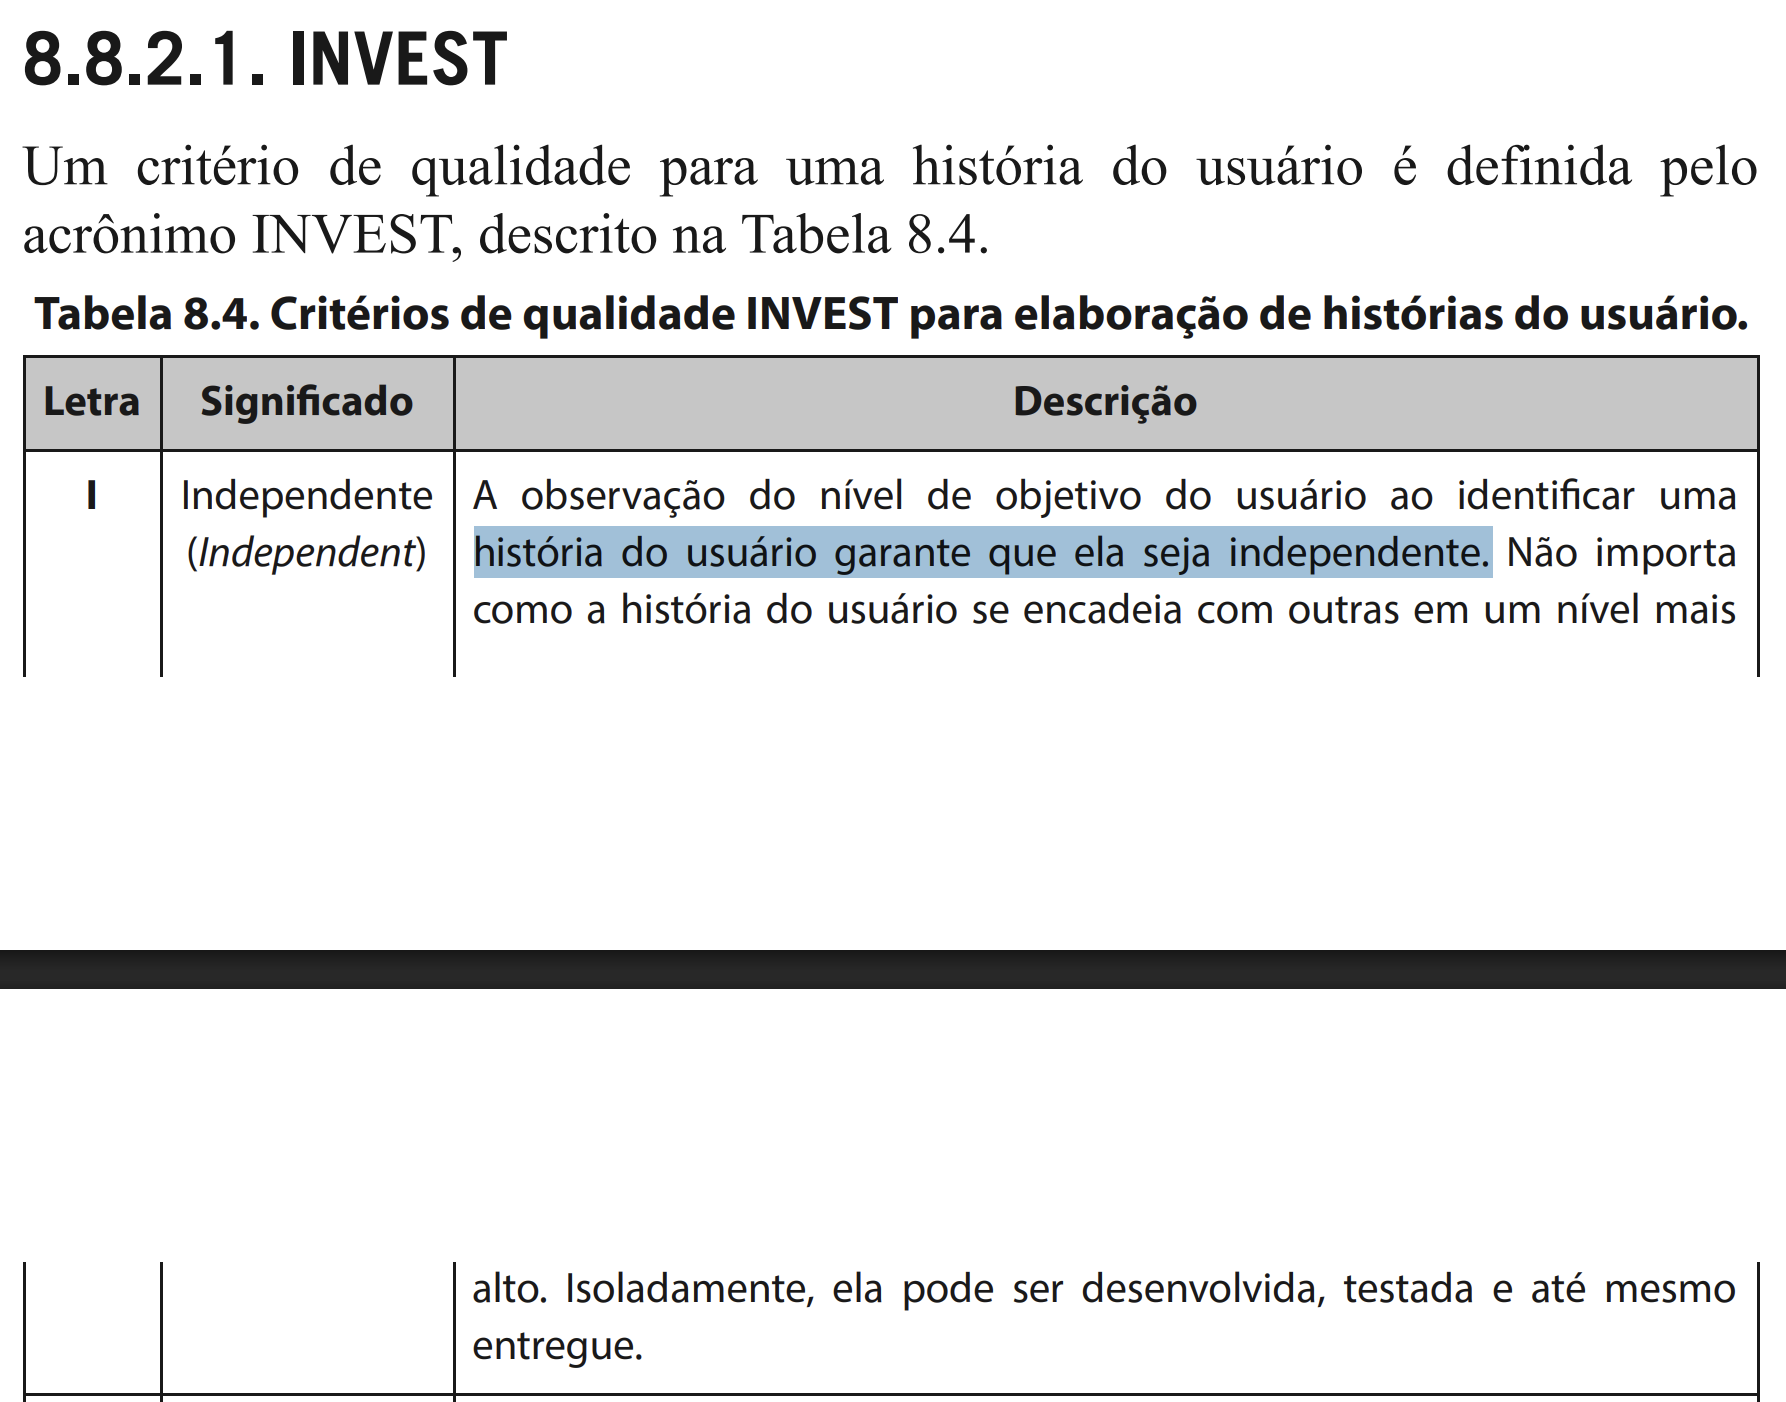 8.8.2.1. INVEST
Um critério de qualidade para uma história do usuário é definida pelo
acrônimo INVEST, descrito na Tabela 8.4.
Tabela 8.4. Critérios de qualidade INVEST para elaboração de histórias do usuário.
Letra Significado Descrição
I Independente A observação do nível de objetivo do usuário ao identificar uma
(Independent) história do usuário garante que ela seja independente. Não importa
como a história do usuário se encadeia com outras em um nível mais
alto. Isoladamente, ela pode ser desenvolvida, testada e até mesmo
entregue.